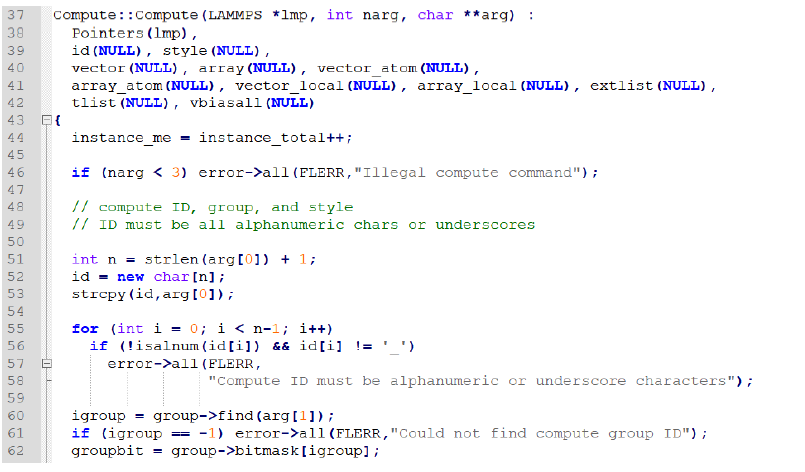 37 Compute::Compute(LAMMPS *lmp, int narg, char **arg) :
38   Pointers(lmp),
39   id(NULL), style(NULL),
40   vector(NULL), array(NULL), vector_atom(NULL),
41   array_atom(NULL), vector_local(NULL), array_local(NULL), extlist(NULL),
42   tlist(NULL), vbiasall(NULL)
43 {
44   instance_me = instance_total++;
45
46   if (narg < 3) error->all(FLERR,"Illegal compute command");
47
48   // compute ID, group, and style
49   // ID must be all alphanumeric chars or underscores
50
51   int n = strlen(arg[0]) + 1;
52   id = new char[n];
53   strcpy(id,arg[0]);
54
55   for (int i = 0; i < n-1; i++)
56     if (!isalnum(id[i]) && id[i] != '_')
57       error->all(FLERR,
58                  "Compute ID must be alphanumeric or underscore characters");
59
60   igroup = group->find(arg[1]);
61   if (igroup == -1) error->all(FLERR,"Could not find compute group ID");
62   groupbit = group->bitmask[igroup];